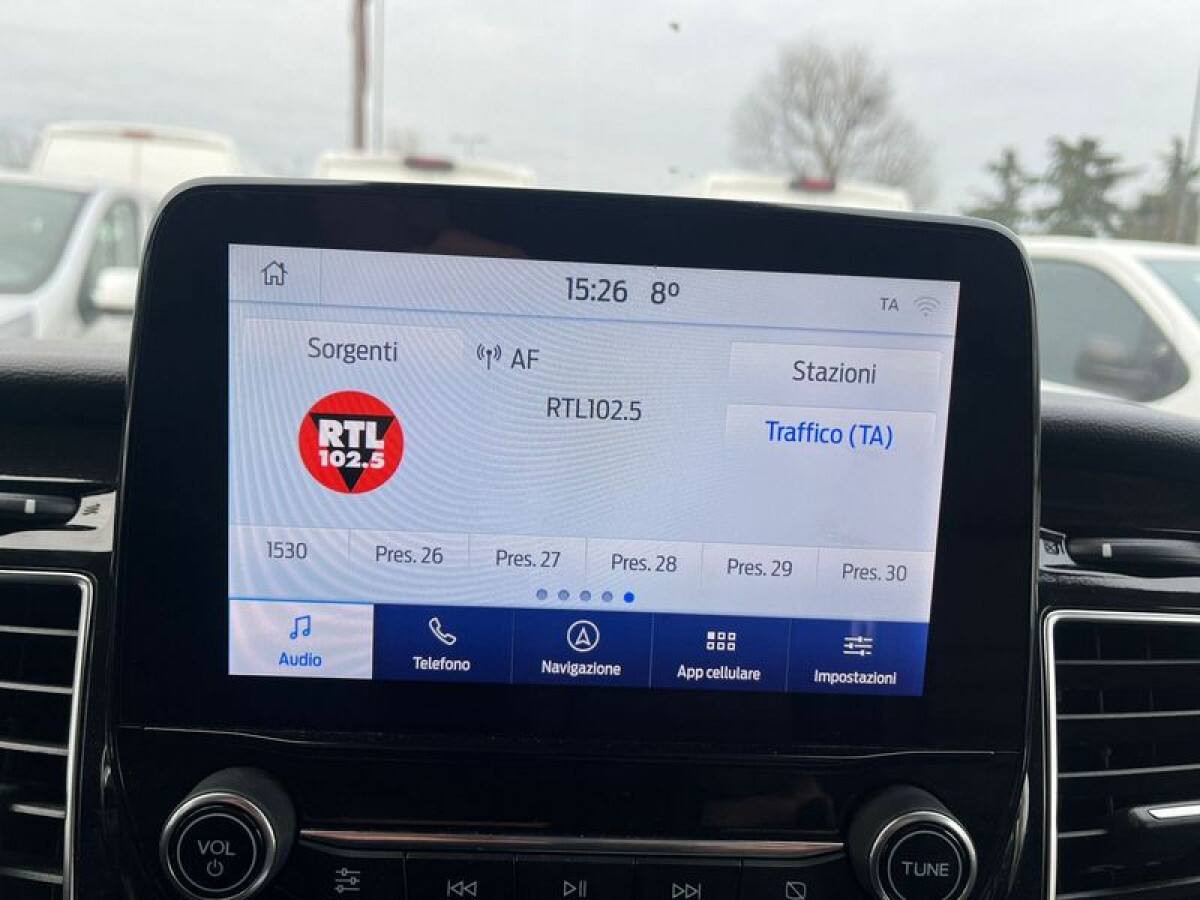 15:26 8º
TA
Sorgenti
AF
Stazioni
RTL102.5
Traffico (TA)
RTL
102.5
1530 Pres. 26 Pres. 27 Pres. 28 Pres. 29 Pres. 30
Audio Telefono Navigazione App cellulare Impostazioni
VOL
TUNE